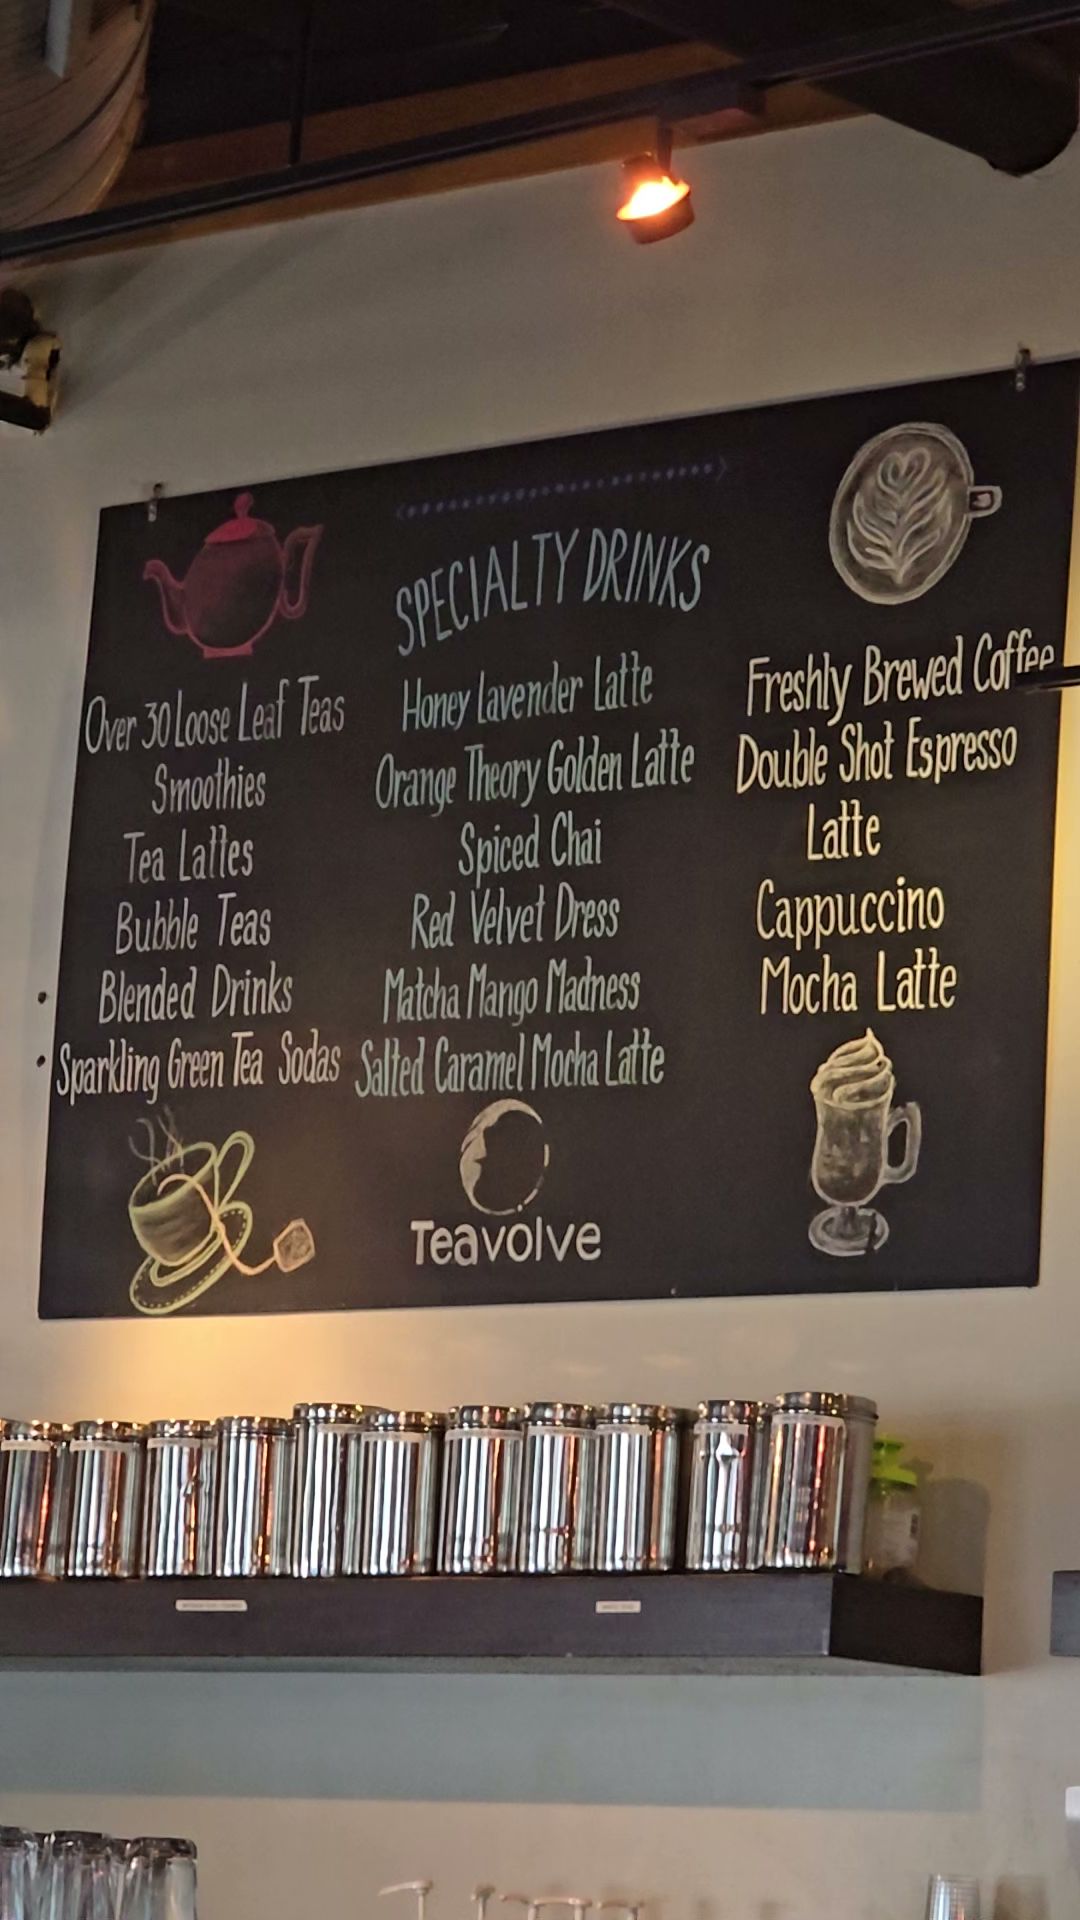 Over 30 Loose Leaf Teas
Smoothies
Tea Lattes
Bubble Teas
Blended Drinks
Sparkling Green Tea Sodas
SPECIALTY DRINKS
Honey Lavender Latte
Orange Theory Golden Latte
Spiced Chai
Red Velvet Dress
Matcha Mango Madness
Salted Caramel Mocha Latte
Teavolve
Freshly Brewed Coffee
Double Shot Espresso
Latte
Cappuccino
Mocha Latte